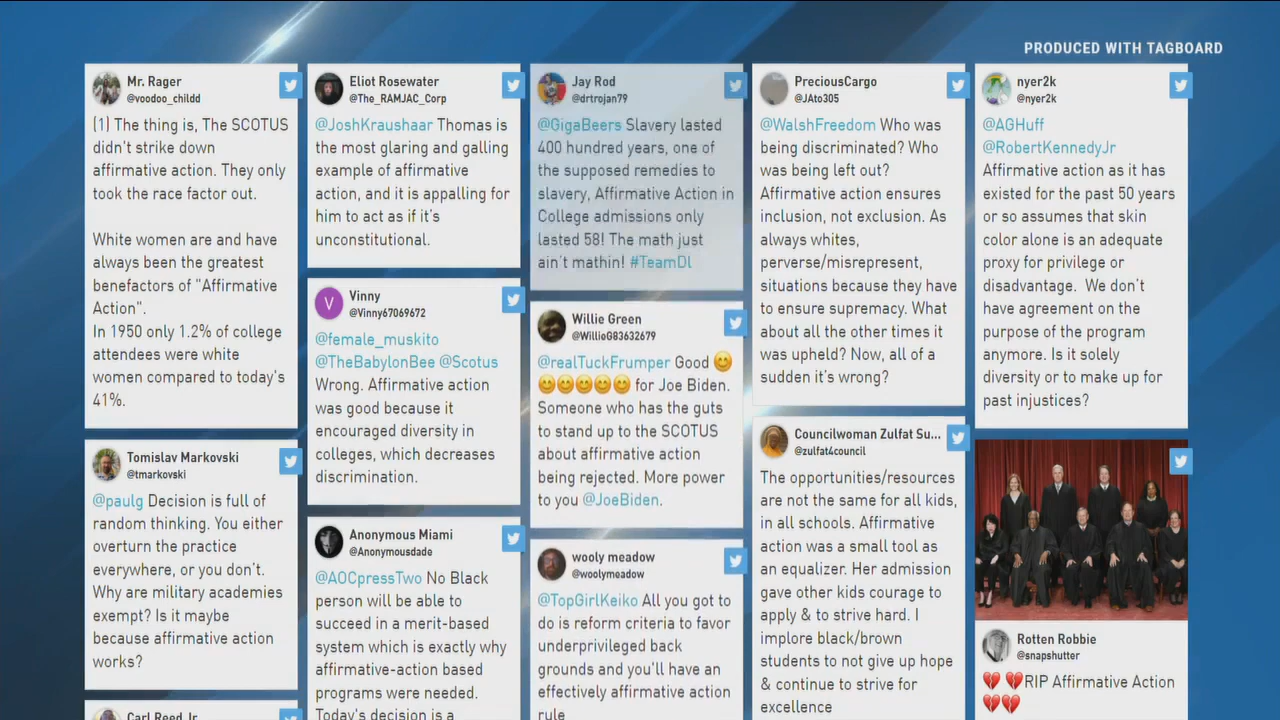 PRODUCED WITH TAGBOARD
Mr. Rager
@voodoo_childd
(1) The thing is, The SCOTUS
didn't strike down
affirmative action. They only
took the race factor out.
White women are and have
always been the greatest
benefactors of "Affirmative
Action".
In 1950 only 1.2% of college
attendees were white
women compared to today's
41%.
Tomislav Markovski
@tmarkovski
@paulg Decision is full of
random thinking. You either
overturn the practice
everywhere, or you don't.
Why are military academies
exempt? Is it maybe
because affirmative action
works?
Carl Reed Jr
Eliot Rosewater
@The_RAMJAC_Corp
@JoshKraushaar Thomas is
the most glaring and galling
example of affirmative
action, and it is appalling for
him to act as if it's
unconstitutional.
V
Vinny
@Vinny67069672
@female_muskito
@TheBabylonBee @Scotus
Wrong. Affirmative action
was good because it
encouraged diversity in
colleges, which decreases
discrimination.
Anonymous Miami
@Anonymousdade
@AOCpressTwo No Black
person will be able to
succeed in a merit-based
system which is exactly why
affirmative-action based
programs were needed.
Today's decision is a
Jay Rod
@drtrojan79
@GigaBeers Slavery lasted
400 hundred years, one of
the supposed remedies to
slavery, Affirmative Action in
College admissions only
lasted 58! The math just
ain't mathin! #TeamDl
Willie Green
@WillieG83632679
@realTuckFrumper Good 😊
😊😊😊😊😊 for Joe Biden.
Someone who has the guts
to stand up to the SCOTUS
about affirmative action
being rejected. More power
to you @JoeBiden.
wooly meadow
@woolymeadow
@TopGirlKeiko All you got to
do is reform criteria to favor
underprivileged back
grounds and you'll have an
effectively affirmative action
rule
PreciousCargo
@JAto305
@WalshFreedom Who was
being discriminated? Who
was being left out?
Affirmative action ensures
inclusion, not exclusion. As
always whites,
perverse/misrepresent,
situations because they have
to ensure supremacy. What
about all the other times it
was upheld? Now, all of a
sudden it's wrong?
Councilwoman Zulfat Su...
@zulfat4council
The opportunities/resources
are not the same for all kids,
in all schools. Affirmative
action was a small tool as
an equalizer. Her admission
gave other kids courage to
apply & to strive hard. I
implore black/brown
students to not give up hope
& continue to strive for
excellence
nyer2k
@nyer2k
@AGHuff
@RobertKennedyJr
Affirmative action as it has
existed for the past 50 years
or so assumes that skin
color alone is an adequate
proxy for privilege or
disadvantage. We don't
have agreement on the
purpose of the program
anymore. Is it solely
diversity or to make up for
past injustices?
Rotten Robbie
@snapshutter
💔 💔RIP Affirmative Action
💔💔